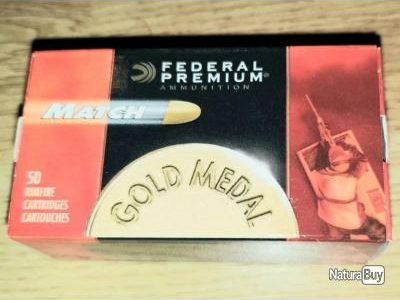 FEDERAL
PREMIUM®
AMMUNITION
MATCH
GOLD MEDAL
50
RIMFIRE
CARTRIDGES
CARTOUCHES
NaturaBuy